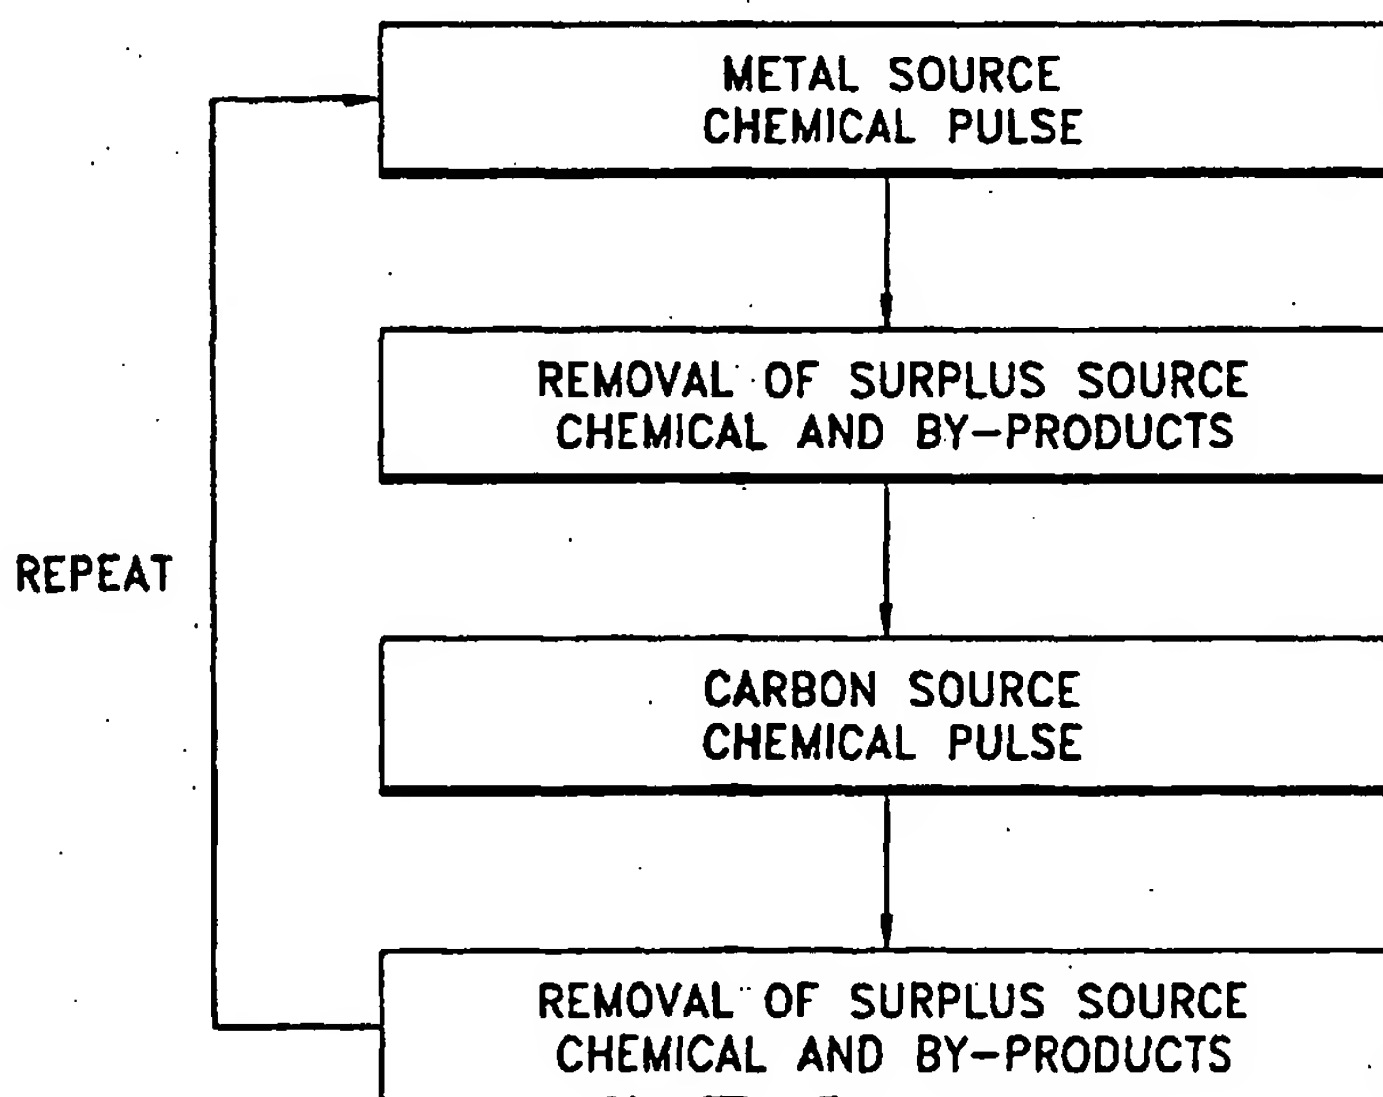 METAL SOURCE
CHEMICAL PULSE
REMOVAL OF SURPLUS SOURCE
CHEMICAL AND BY-PRODUCTS
REPEAT
CARBON SOURCE
CHEMICAL PULSE
REMOVAL OF SURPLUS SOURCE
CHEMICAL AND BY-PRODUCTS